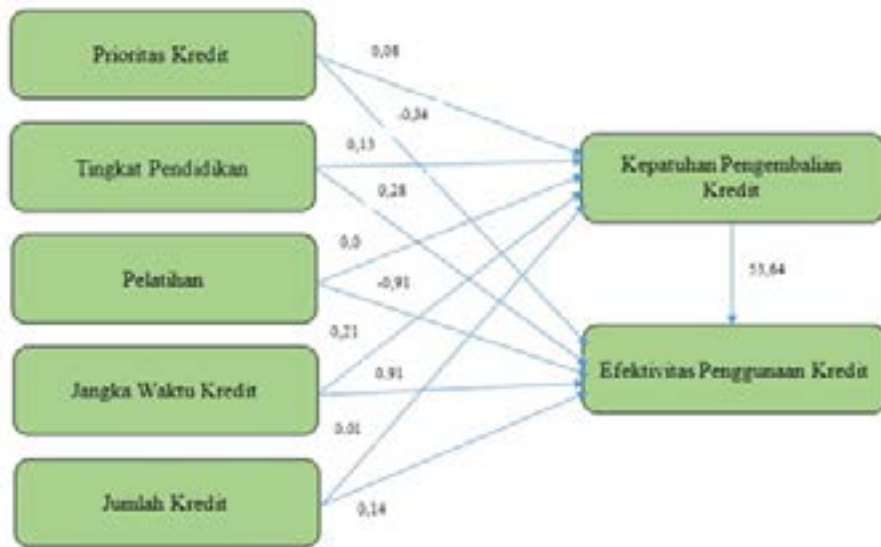 Prioritas Kredit
0,08
-0,34
Tingkat Pendidikan
0,13
0,28
Kepatuhan Pengembalian
Kredit
Pelatihan
0,0
-0,91
53,64
Jangka Waktu Kredit
0,21
0,91
Efektivitas Penggunaan Kredit
0,01
Jumlah Kredit
0,14